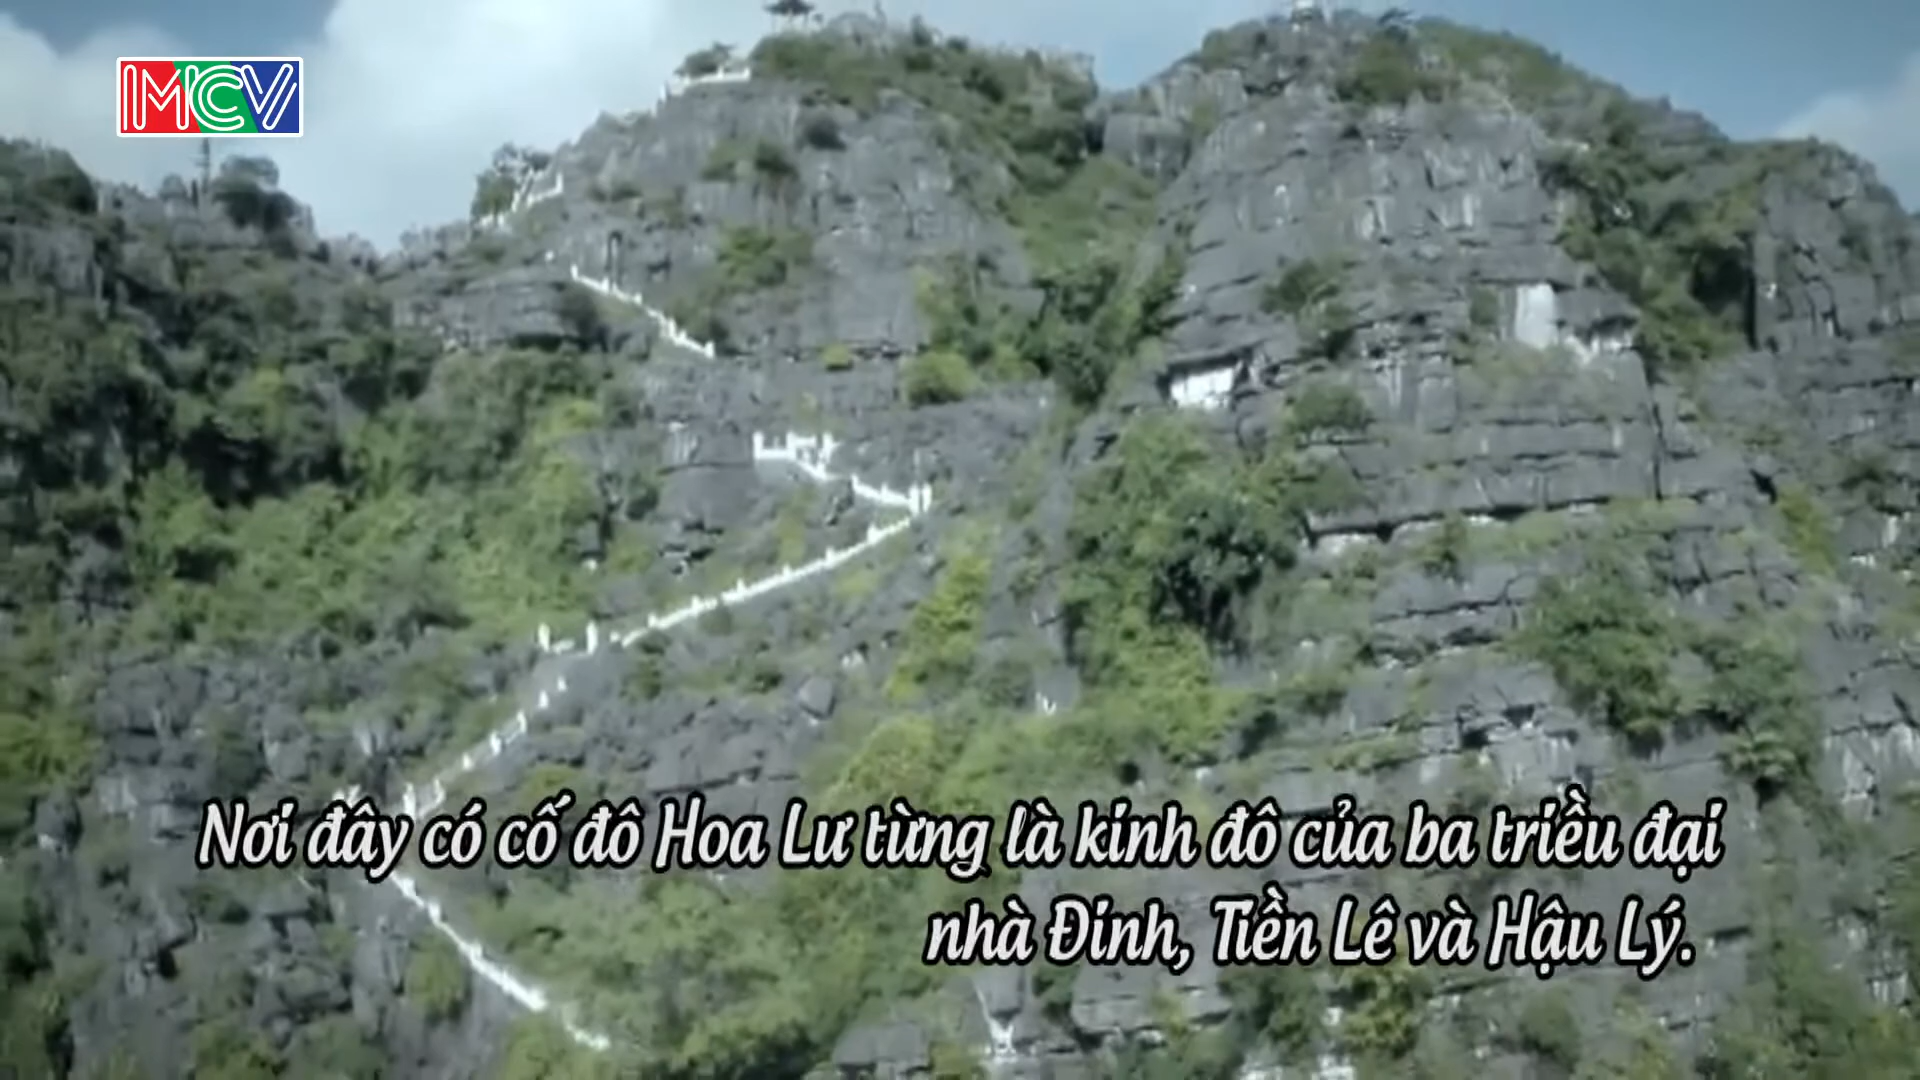 MCV
Nơi đây có cố đô Hoa Lư từng là kinh đô của ba triều đại
nhà Đinh, Tiền Lê và Hậu Lý.